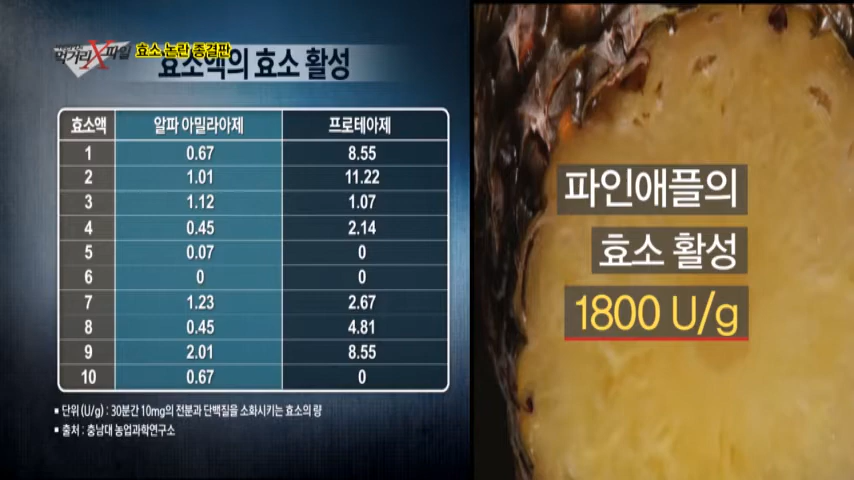 먹거리X파일 효소 논란 종결판
효소액의 효소 활성
효소액 알파 아밀라아제 프로테아제
1 0.67 8.55
2 1.01 11.22
3 1.12 1.07
4 0.45 2.14
5 0.07 0
6 0 0
7 1.23 2.67
8 0.45 4.81
9 2.01 8.55
10 0.67 0
▪ 단위 (U/g) : 30분간 10mg의 전분과 단백질을 소화시키는 효소의 량
▪ 출처 : 충남대 농업과학연구소
파인애플의
효소 활성
1800 U/g